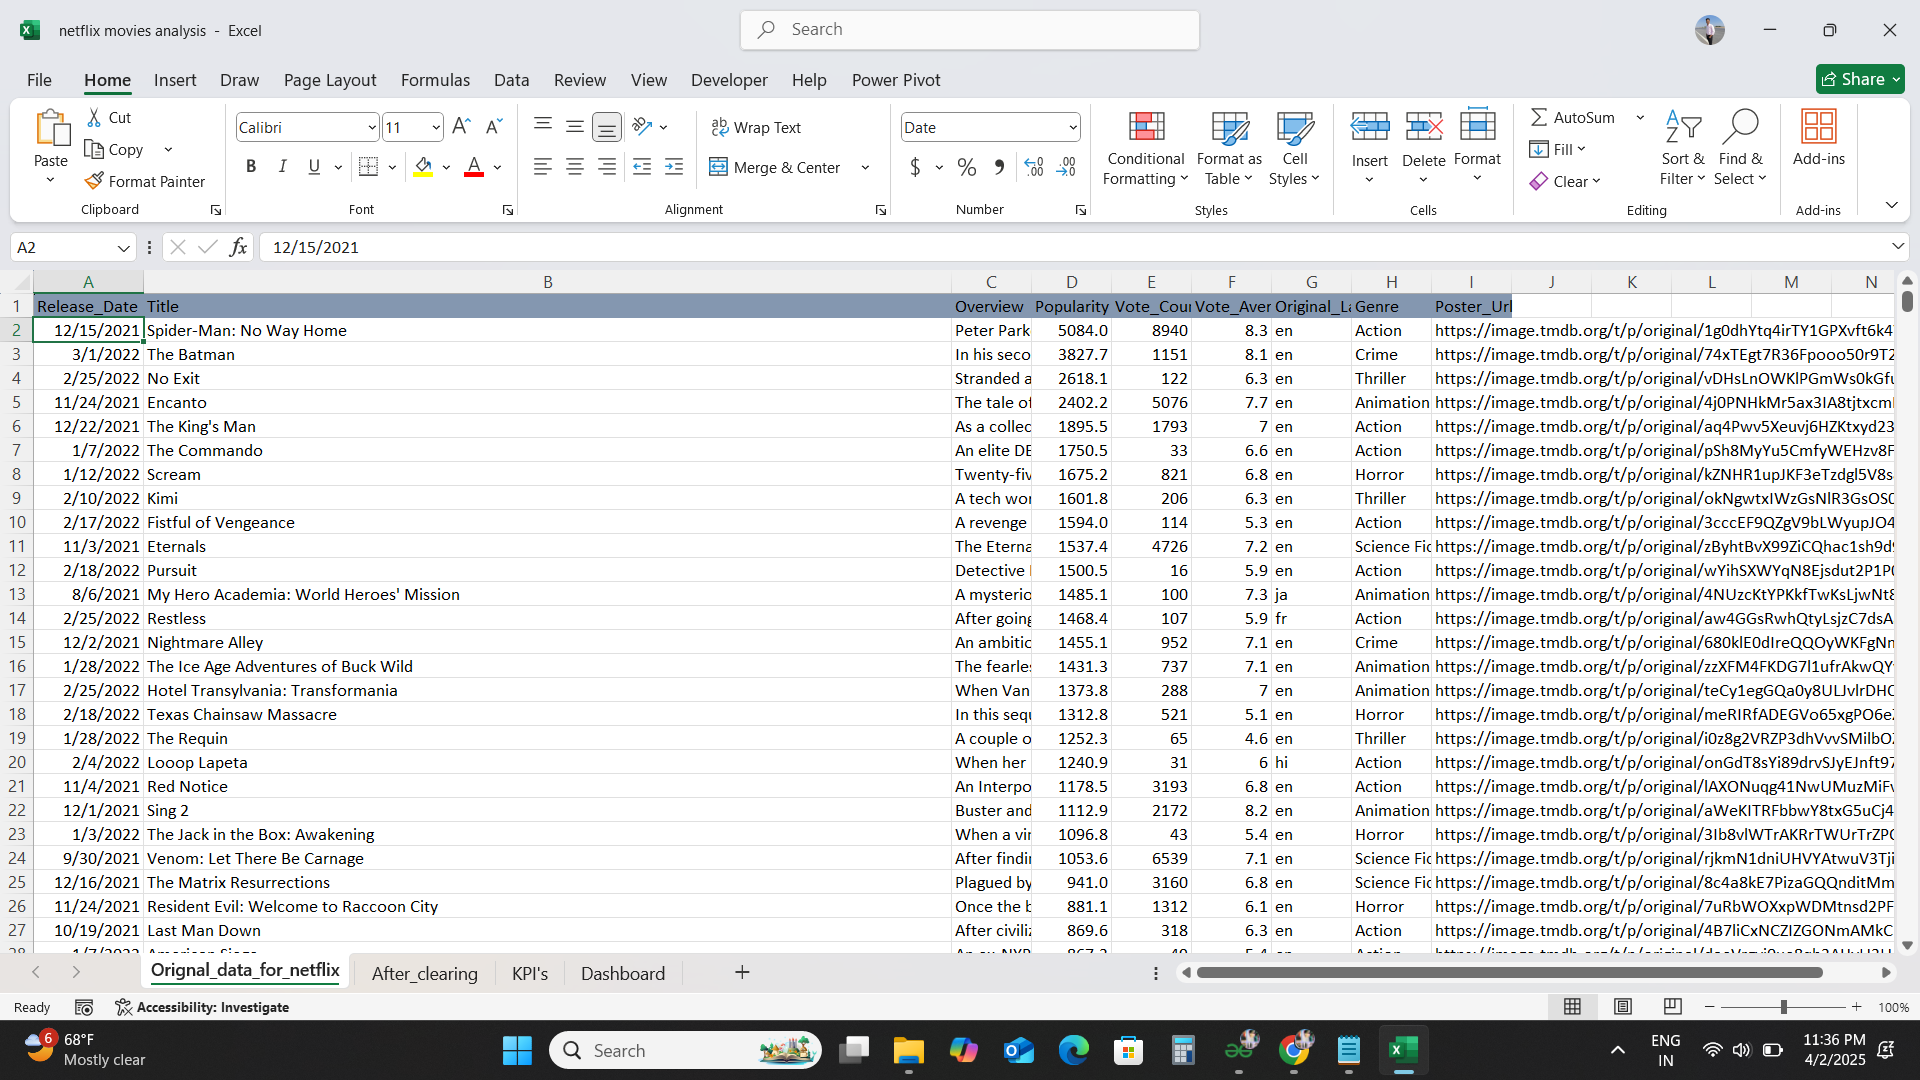 netflix movies analysis - Excel
Search
File Home Insert Draw Page Layout Formulas Data Review View Developer Help Power Pivot
Share
Paste
Cut
Copy
Format Painter
Clipboard
Calibri 11
B I U
Font
Wrap Text
Merge & Center
Alignment
Date
$ % ,
Number
Conditional Formatting
Format as Table
Cell Styles
Styles
Insert
Delete
Format
Cells
AutoSum
Fill
Clear
Sort & Filter
Find & Select
Editing
Add-ins
Add-ins
A2 fx 12/15/2021
A B C D E F G H I J K L M N
1 Release_Date Title Overview Popularity Vote_Cou Vote_Aver Original_La Genre Poster_Url
2 12/15/2021 Spider-Man: No Way Home Peter Park 5084.0 8940 8.3 en Action https://image.tmdb.org/t/p/original/
3 3/1/2022 The Batman In his seco 3827.7 1151 8.1 en Crime https://image.tmdb.org/t/p/original/
4 2/25/2022 No Exit Stranded a 2618.1 122 6.3 en Thriller https://image.tmdb.org/t/p/original/
5 11/24/2021 Encanto The tale of 2402.2 5076 7.7 en Animation https://image.tmdb.org/t/p/original/
6 12/22/2021 The King's Man As a collec 1895.5 1793 7 en Action https://image.tmdb.org/t/p/original/
7 1/7/2022 The Commando An elite DE 1750.5 33 6.6 en Action https://image.tmdb.org/t/p/original/
8 1/12/2022 Scream Twenty-fiv 1675.2 821 6.8 en Horror https://image.tmdb.org/t/p/original/
9 2/10/2022 Kimi A tech wor 1601.8 206 6.3 en Thriller https://image.tmdb.org/t/p/original/
10 2/17/2022 Fistful of Vengeance A revenge 1594.0 114 5.3 en Action https://image.tmdb.org/t/p/original/
11 11/3/2021 Eternals The Eterna 1537.4 4726 7.2 en Science Fic https://image.tmdb.org/t/p/original/
12 2/18/2022 Pursuit Detective 1500.5 16 5.9 en Action https://image.tmdb.org/t/p/original/
13 8/6/2021 My Hero Academia: World Heroes' Mission A mysterio 1485.1 100 7.3 ja Animation https://image.tmdb.org/t/p/original/
14 2/25/2022 Restless After going 1468.4 107 5.9 fr Action https://image.tmdb.org/t/p/original/
15 12/2/2021 Nightmare Alley An ambitic 1455.1 952 7.1 en Crime https://image.tmdb.org/t/p/original/
16 1/28/2022 The Ice Age Adventures of Buck Wild The fearle 1431.3 737 7.1 en Animation https://image.tmdb.org/t/p/original/
17 2/25/2022 Hotel Transylvania: Transformania When Van 1373.8 288 7 en Animation https://image.tmdb.org/t/p/original/
18 2/18/2022 Texas Chainsaw Massacre In this sequ 1312.8 521 5.1 en Horror https://image.tmdb.org/t/p/original/
19 1/28/2022 The Requin A couple o 1252.3 65 4.6 en Thriller https://image.tmdb.org/t/p/original/
20 2/4/2022 Looop Lapeta When her 1240.9 31 6 hi Action https://image.tmdb.org/t/p/original/
21 11/4/2021 Red Notice An Interpo 1178.5 3193 6.8 en Action https://image.tmdb.org/t/p/original/
22 12/1/2021 Sing 2 Buster and 1112.9 2172 8.2 en Animation https://image.tmdb.org/t/p/original/
23 1/3/2022 The Jack in the Box: Awakening When a vir 1096.8 43 5.4 en Horror https://image.tmdb.org/t/p/original/
24 9/30/2021 Venom: Let There Be Carnage After findi 1053.6 6539 7.1 en Science Fic https://image.tmdb.org/t/p/original/
25 12/16/2021 The Matrix Resurrections Plagued by 941.0 3160 6.8 en Science Fic https://image.tmdb.org/t/p/original/
26 11/24/2021 Resident Evil: Welcome to Raccoon City Once the b 881.1 1312 6.1 en Horror https://image.tmdb.org/t/p/original/
27 10/19/2021 Last Man Down After civiliz 869.6 318 6.3 en Action https://image.tmdb.org/t/p/original/
Orignal_data_for_netflix After_clearing KPI's Dashboard
Ready Accessibility: Investigate 100%
6 68°F
Mostly clear
Search
ENG
IN
11:36 PM
4/2/2025